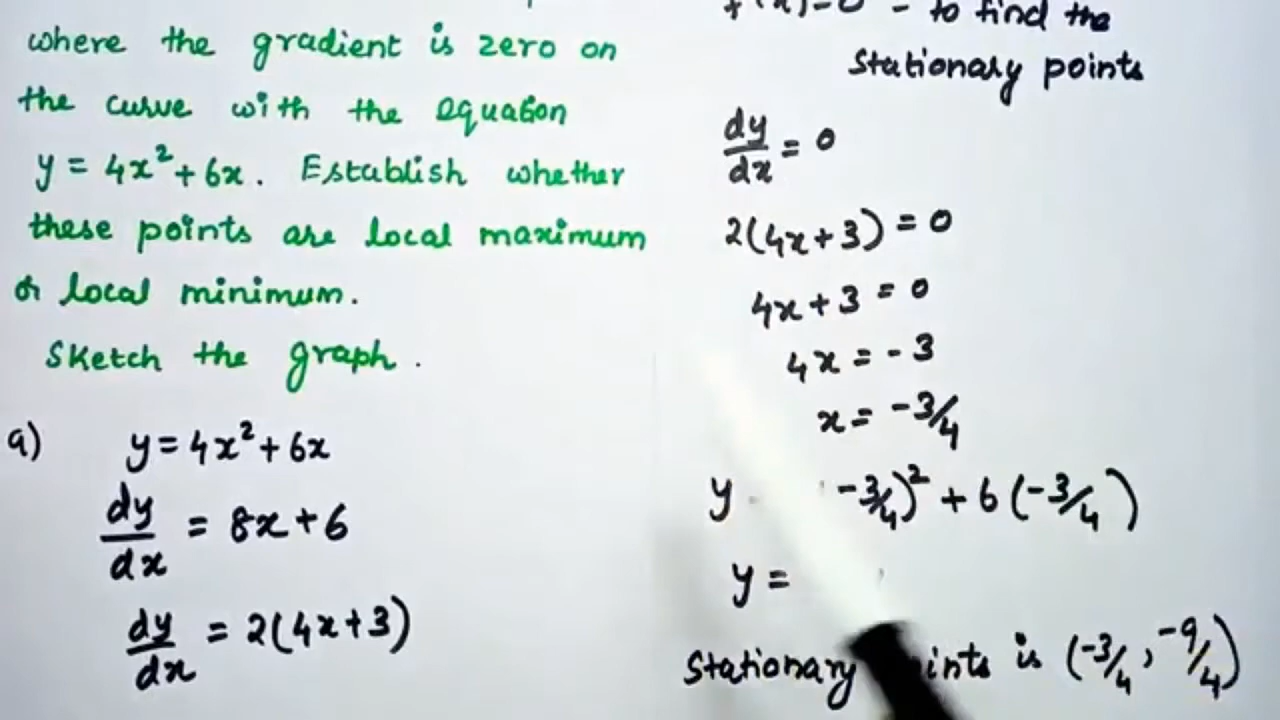 where the gradient is zero on
the curve with the equation
y = 4x² + 6x. Establish whether
these points are local maximum
or local minimum.
Sketch the graph.
a) y = 4x² + 6x
dy/dx = 8x + 6
dy/dx = 2(4x + 3)
to find the
Stationary points
dy/dx = 0
2(4x + 3) = 0
4x + 3 = 0
4x = -3
x = -3/4
y -3/4)² + 6(-3/4)
y =
Stationary is (-3/4, -9/4)